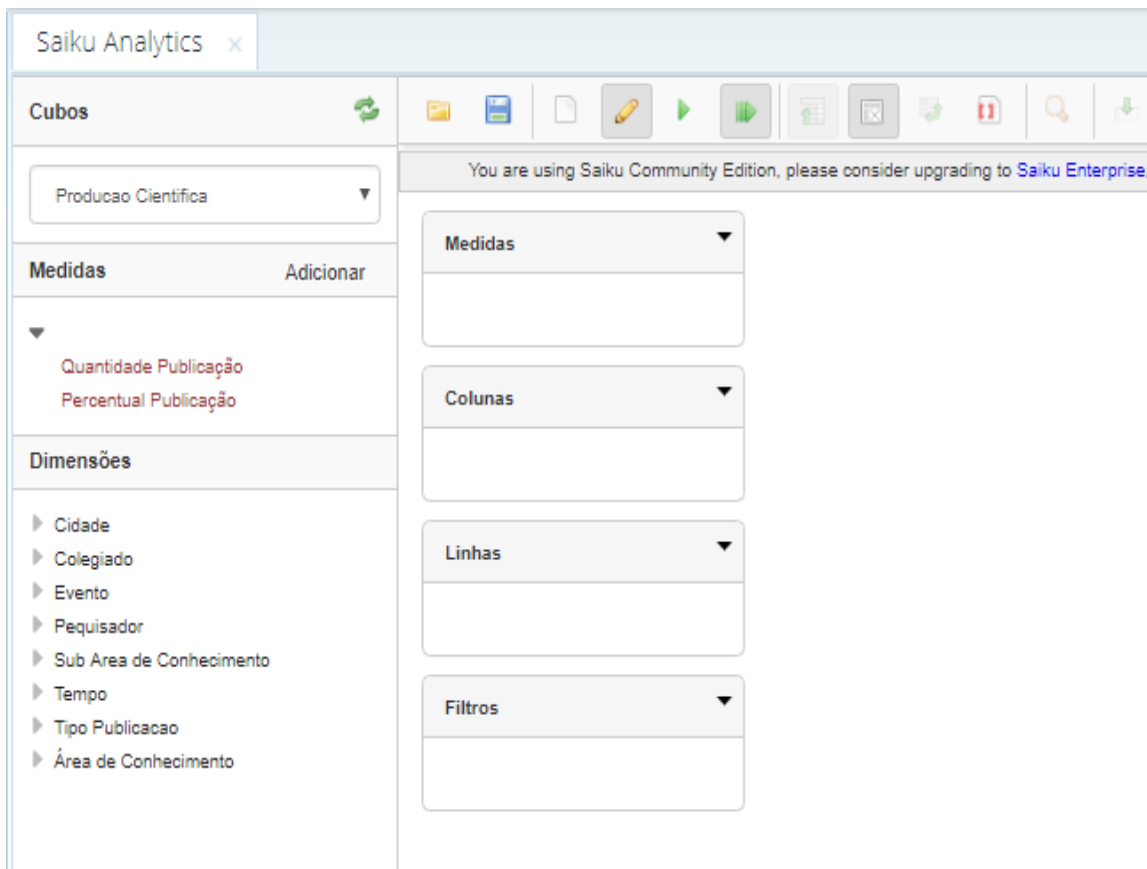 Saiku Analytics ×
Cubos
Producao Cientifica
Medidas Adicionar
Quantidade Publicação
Percentual Publicação
Dimensões
Cidade
Colegiado
Evento
Pequisador
Sub Area de Conhecimento
Tempo
Tipo Publicacao
Área de Conhecimento
You are using Saiku Community Edition, please consider upgrading to Saiku Enterprise.
Medidas
Colunas
Linhas
Filtros